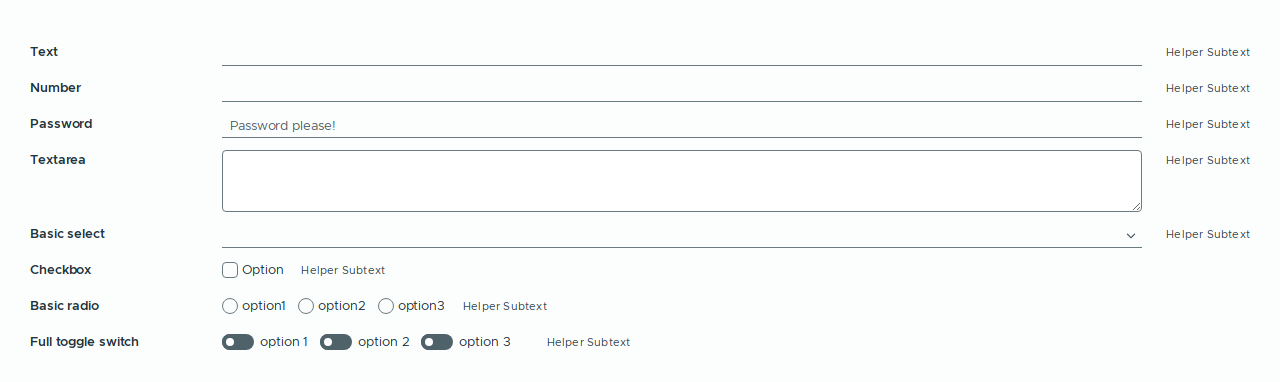 Text Helper Subtext
Number Helper Subtext
Password Password please! Helper Subtext
Textarea Helper Subtext
Basic select Helper Subtext
Checkbox Option Helper Subtext
Basic radio option1 option2 option3 Helper Subtext
Full toggle switch option 1 option 2 option 3 Helper Subtext